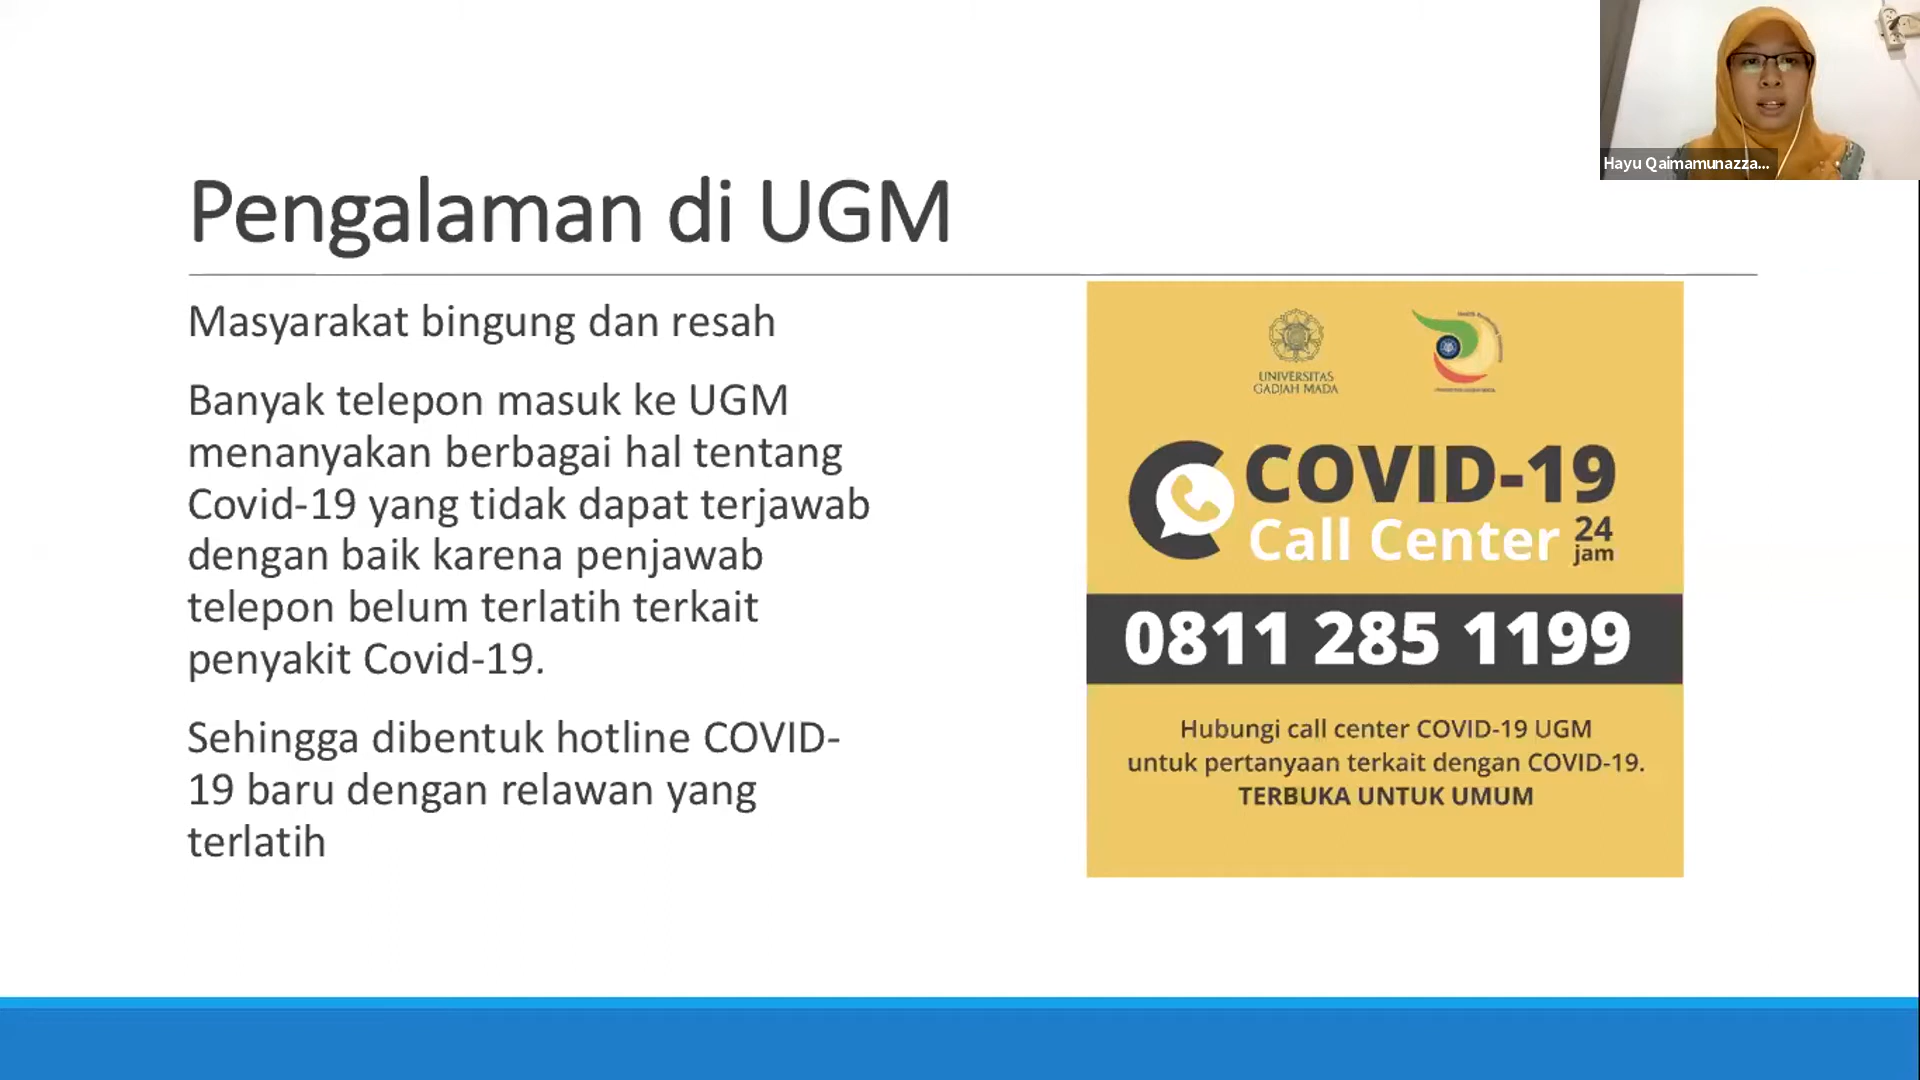 Hayu Qaimamunazza...
Pengalaman di UGM
Masyarakat bingung dan resah
Banyak telepon masuk ke UGM
menanyakan berbagai hal tentang
Covid-19 yang tidak dapat terjawab
dengan baik karena penjawab
telepon belum terlatih terkait
penyakit Covid-19.
Sehingga dibentuk hotline COVID-
19 baru dengan relawan yang
terlatih
UNIVERSITAS
GADJAH MADA
COVID-19
Call Center 24
jam
0811 285 1199
Hubungi call center COVID-19 UGM
untuk pertanyaan terkait dengan COVID-19.
TERBUKA UNTUK UMUM